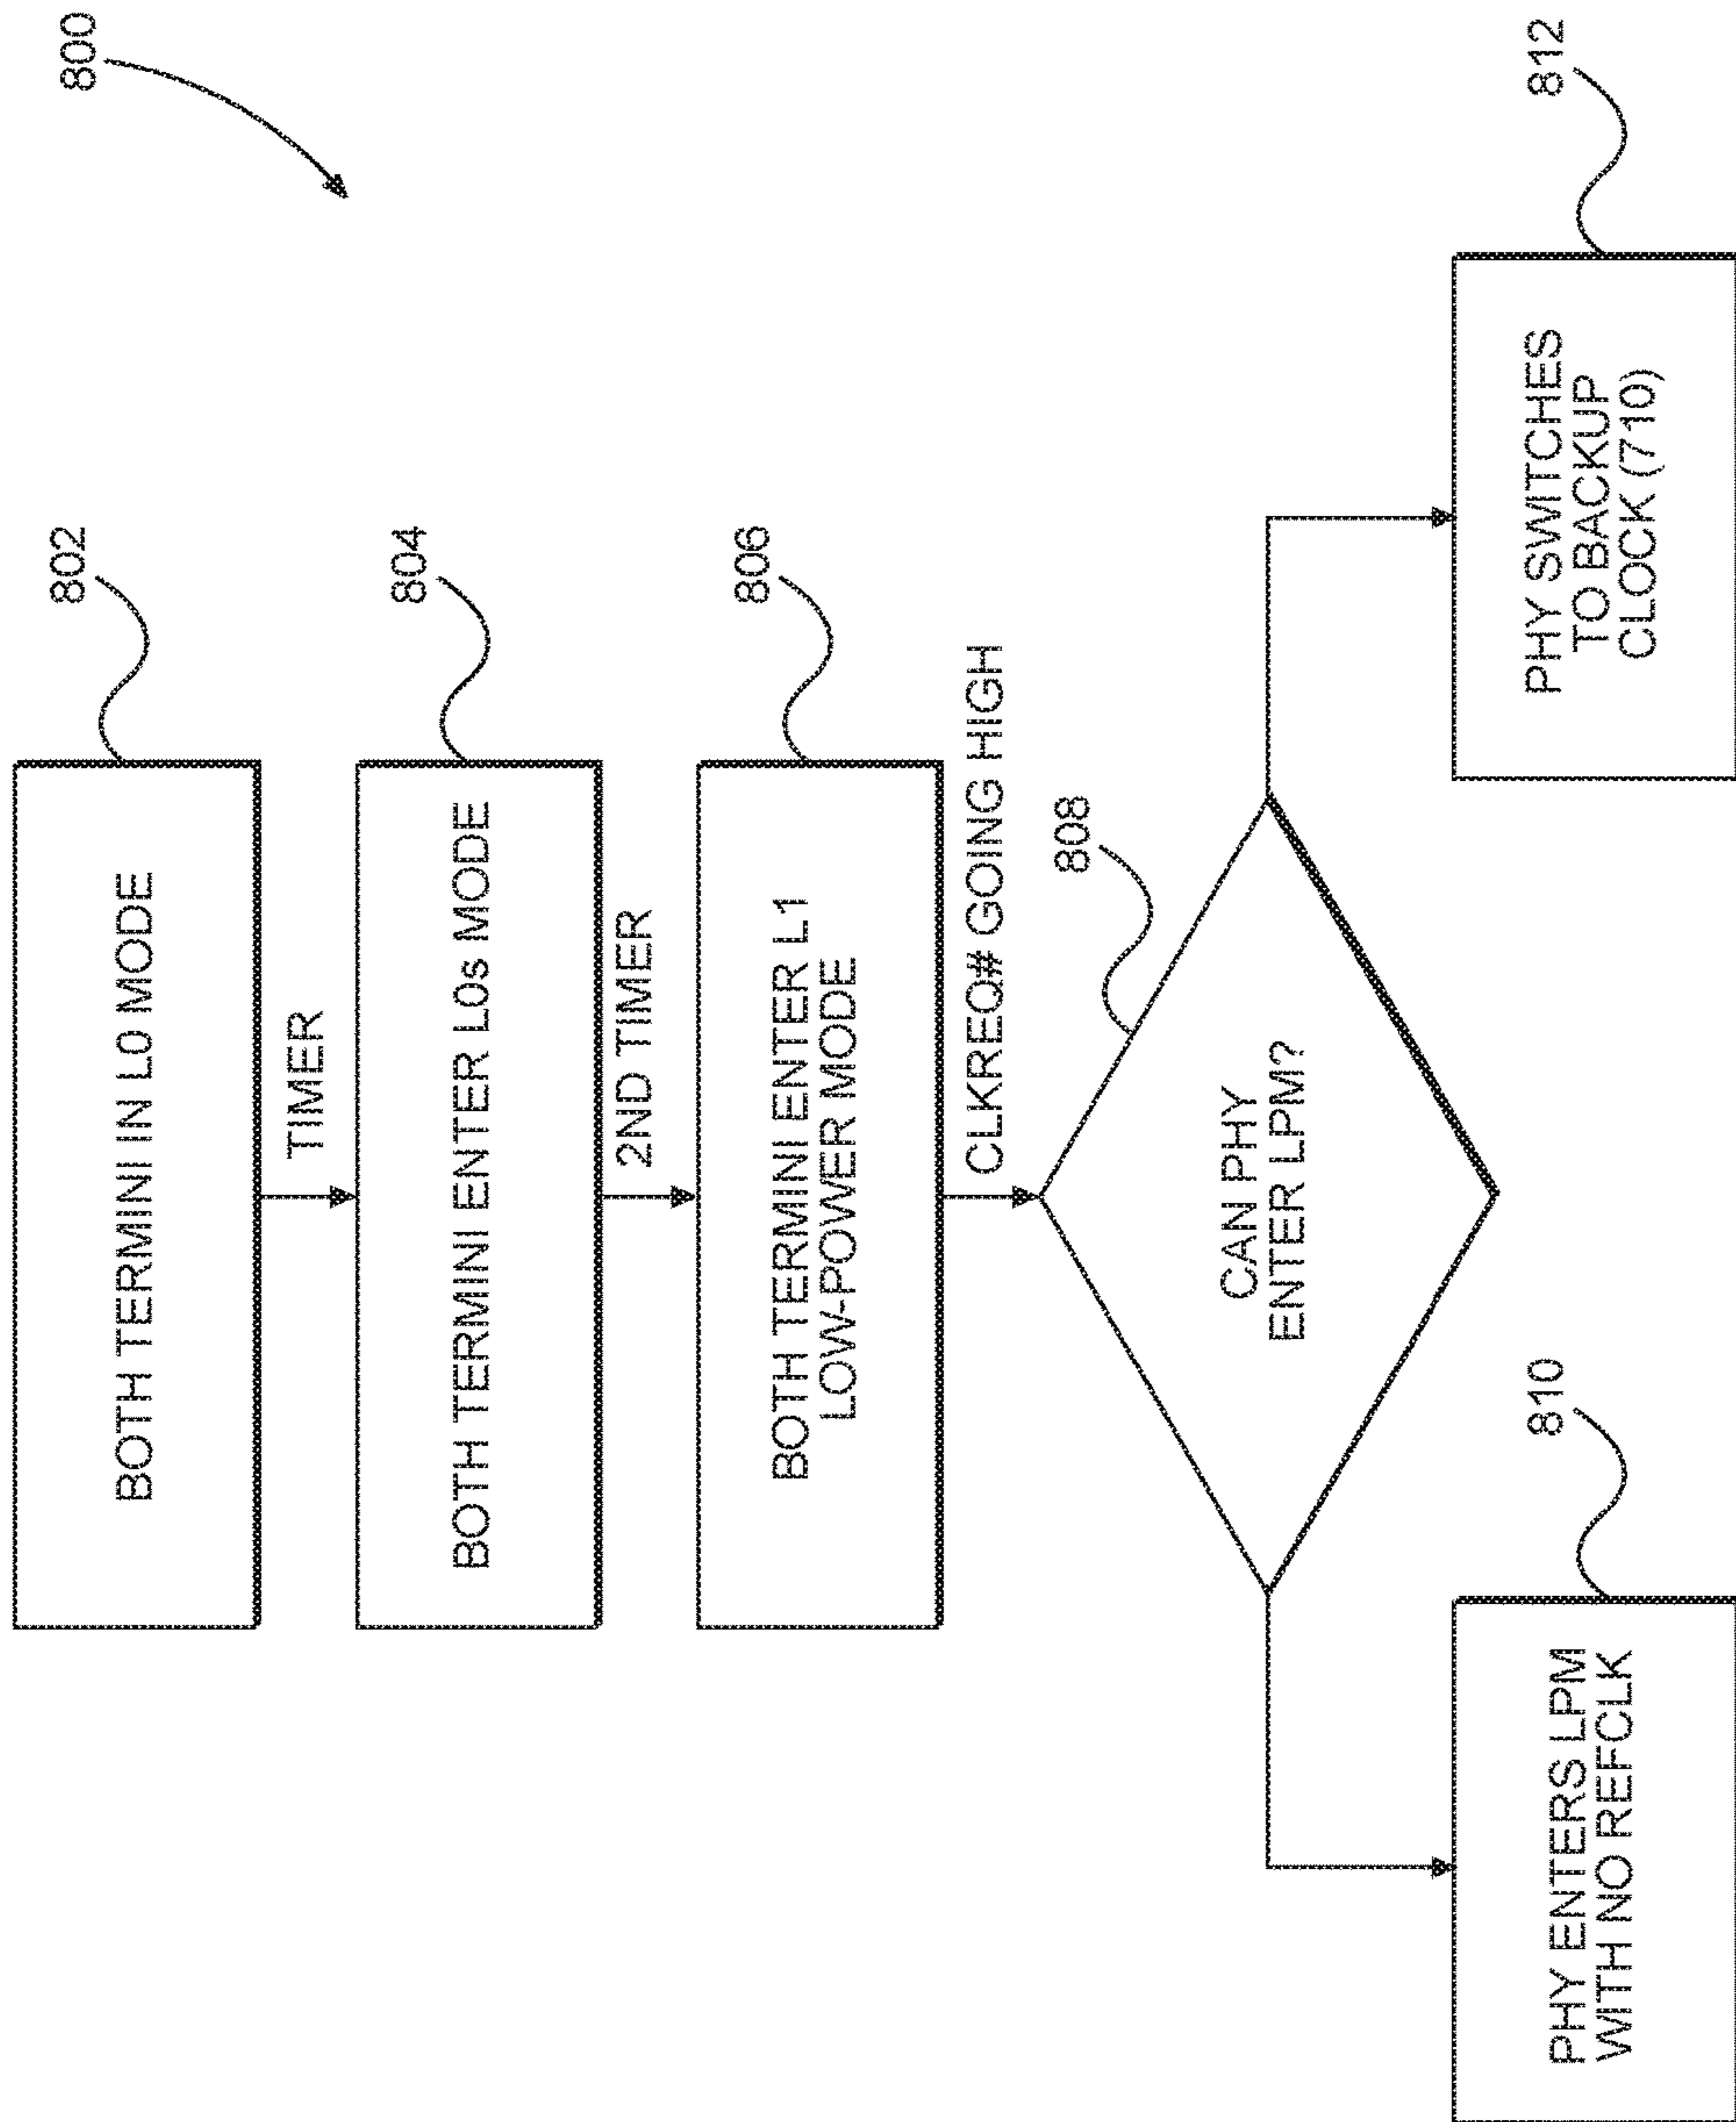 800
BOTH TERMINI IN L0 MODE
802
TIMER
BOTH TERMINI ENTER L0s MODE
804
2ND TIMER
BOTH TERMINI ENTER L1
LOW-POWER MODE
806
CLKREQ# GOING HIGH
808
CAN PHY
ENTER LPM?
PHY ENTERS LPM
WITH NO REFCLK
810
PHY SWITCHES
TO BACKUP
CLOCK (710)
812